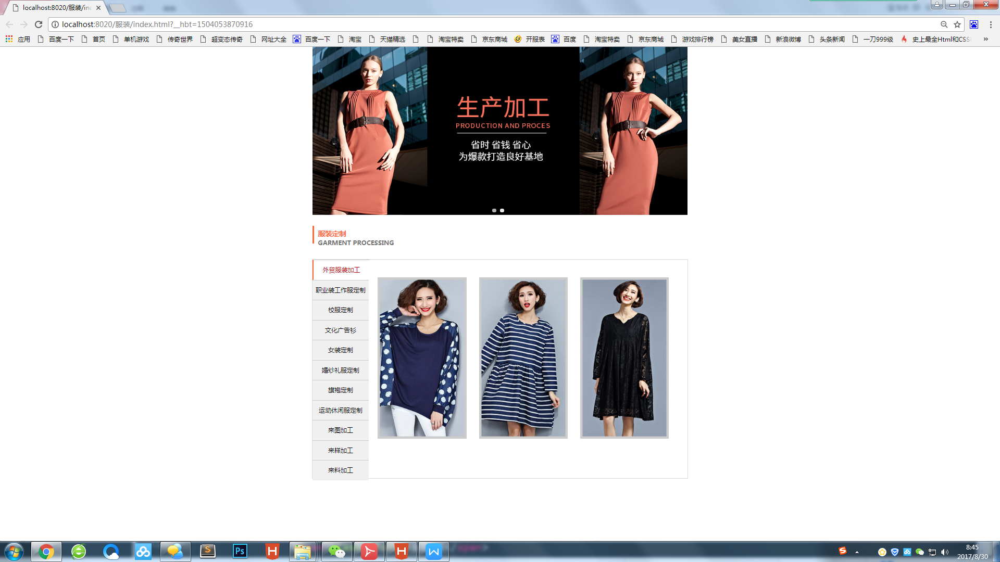 localhost:8020/服装/in
localhost:8020/服装/index.html?__hbt=1504053870916
应用 百度一下 首页 单机游戏 传奇世界 超变态传奇 网址大全 百度一下 淘宝 天猫精选 淘宝特卖 京东商城 开服表 百度 淘宝特卖 京东商城 游戏排行榜 美女直播 新浪微博 头条新闻 一刀999级 史上最全Html和CSS »
生产加工
PRODUCTION AND PROCES
省时 省钱 省心
为爆款打造良好基地
服装定制
GARMENT PROCESSING
外贸服装加工
职业装工作服定制
校服定制
文化广告衫
女装定制
婚纱礼服定制
旗袍定制
运动休闲服定制
来图加工
来样加工
来料加工
8:45
2017/8/30